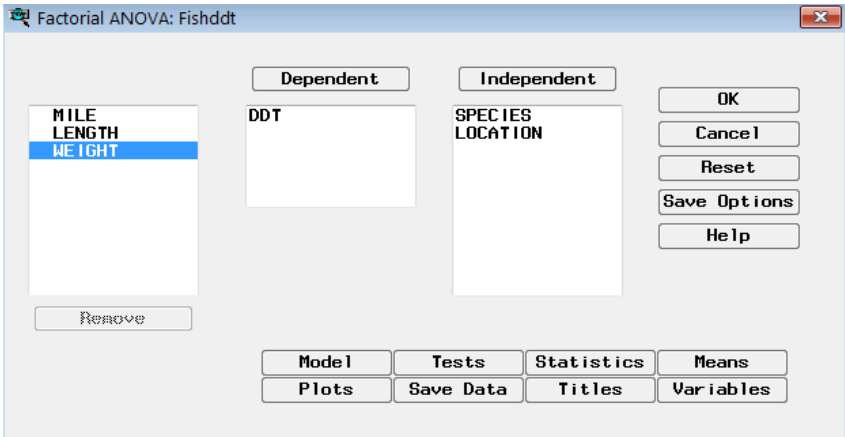 Factorial ANOVA: Fishddt
Dependent
Independent
MILE
LENGTH
WEIGHT
DDT
SPECIES
LOCATION
OK
Cancel
Reset
Save Options
Help
Remove
Model
Tests
Statistics
Means
Plots
Save Data
Titles
Variables